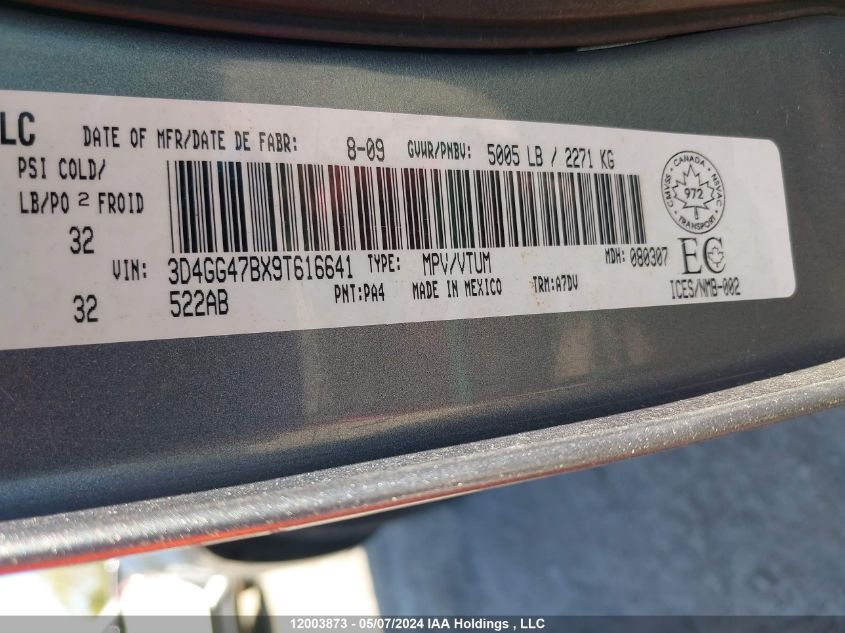 LC DATE OF MFR/DATE DE FABR: 8-09 GVWR/PNBV: 5005 LB / 2271 KG
PSI COLD/
LB/PO 2 FROID
32
VIN: 3D4GG47BX9T616641 TYPE: MPV/VTUM MDH: 080307
32 522AB PNT:PA4 MADE IN MEXICO TRM:A7DV
CANADA
CMVSS 972 NSVAC
TRANSPORT
EC
ICES/NMB-002
12003873 - 05/07/2024 IAA Holdings , LLC